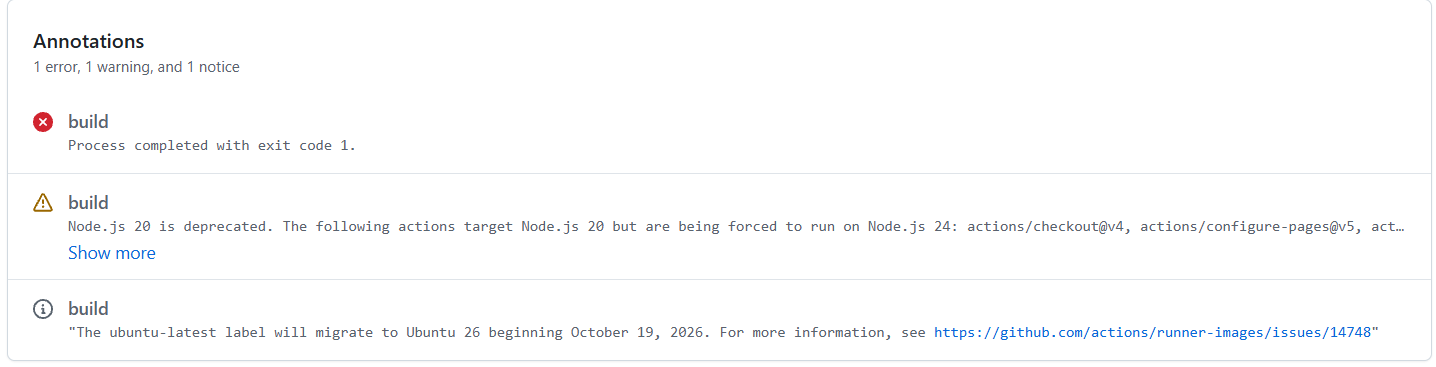 Annotations
1 error, 1 warning, and 1 notice
build
Process completed with exit code 1.
build
Node.js 20 is deprecated. The following actions target Node.js 20 but are being forced to run on Node.js 24: actions/checkout@v4, actions/configure-pages@v5, act…
Show more
build
"The ubuntu-latest label will migrate to Ubuntu 26 beginning October 19, 2026. For more information, see https://github.com/actions/runner-images/issues/14748"